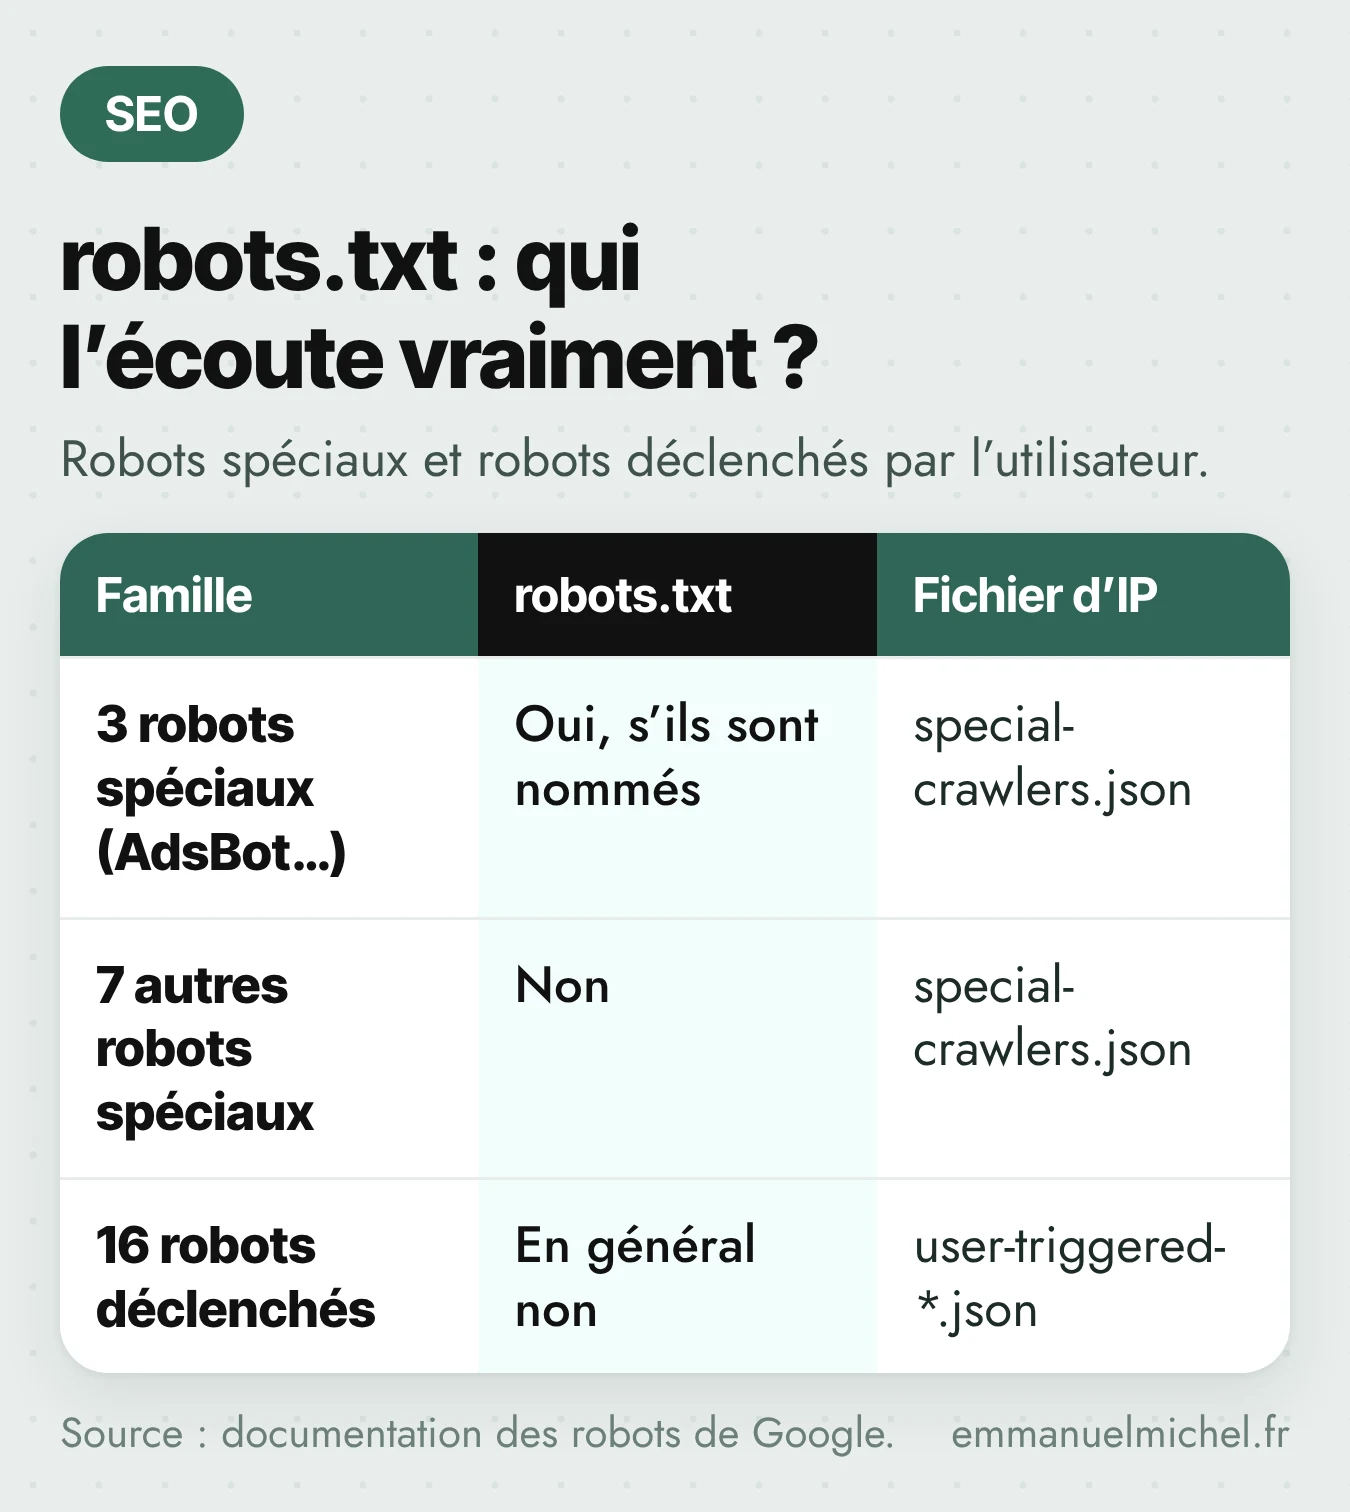 SEO
robots.txt : qui
l’écoute vraiment ?
Robots spéciaux et robots déclenchés par l’utilisateur.
Famille
robots.txt
Fichier d’IP
3 robots
spéciaux
(AdsBot…)
Oui, s’ils sont
nommés
special-
crawlers.json
7 autres
robots
spéciaux
Non
special-
crawlers.json
16 robots
déclenchés
En général
non
user-triggered-
*.json
Source : documentation des robots de Google.
emmanuelmichel.fr